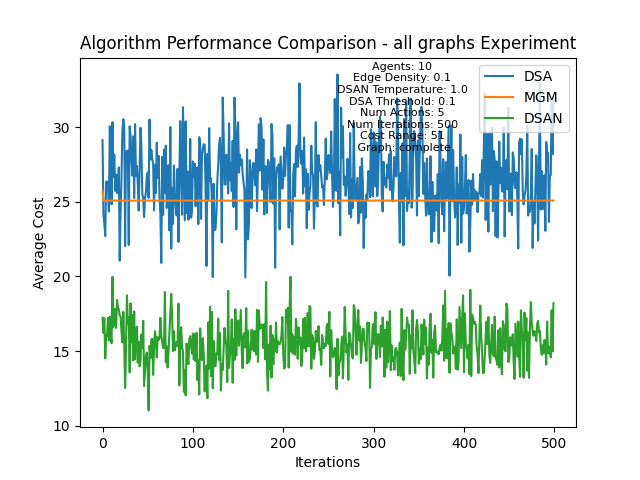 Algorithm Performance Comparison - all graphs Experiment
Agents: 10
Edge Density: 0.1
DSAN Temperature: 1.0
DSA Threshold: 0.1
Num Actions: 5
Num Iterations: 500
Cost Range: 51
Graph: complete
DSA
MGM
DSAN
Average Cost
30
25
20
15
10
0
100
200
300
400
500
Iterations